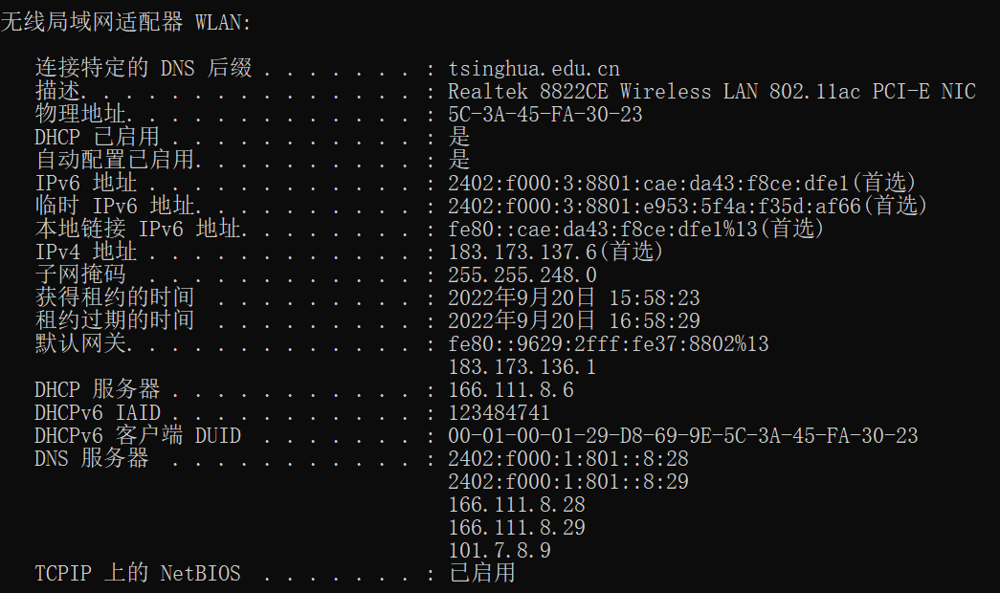 无线局域网适配器 WLAN:
连接特定的 DNS 后缀 . . . . . . . : tsinghua.edu.cn
描述. . . . . . . . . . . . . . . : Realtek 8822CE Wireless LAN 802.11ac PCI-E NIC
物理地址. . . . . . . . . . . . . : 5C-3A-45-FA-30-23
DHCP 已启用 . . . . . . . . . . . : 是
自动配置已启用. . . . . . . . . . : 是
IPv6 地址 . . . . . . . . . . . . : 2402:f000:3:8801:cae:da43:f8ce:dfe1(首选)
临时 IPv6 地址. . . . . . . . . . : 2402:f000:3:8801:e953:5f4a:f35d:af66(首选)
本地链接 IPv6 地址. . . . . . . . : fe80::cae:da43:f8ce:dfe1%13(首选)
IPv4 地址 . . . . . . . . . . . . : 183.173.137.6(首选)
子网掩码  . . . . . . . . . . . . : 255.255.248.0
获得租约的时间  . . . . . . . . . : 2022年9月20日 15:58:23
租约过期的时间  . . . . . . . . . : 2022年9月20日 16:58:29
默认网关. . . . . . . . . . . . . : fe80::9629:2fff:fe37:8802%13
183.173.136.1
DHCP 服务器 . . . . . . . . . . . : 166.111.8.6
DHCPv6 IAID . . . . . . . . . . . : 123484741
DHCPv6 客户端 DUID  . . . . . . . : 00-01-00-01-29-D8-69-9E-5C-3A-45-FA-30-23
DNS 服务器  . . . . . . . . . . . : 2402:f000:1:801::8:28
2402:f000:1:801::8:29
166.111.8.28
166.111.8.29
101.7.8.9
TCPIP 上的 NetBIOS  . . . . . . . : 已启用